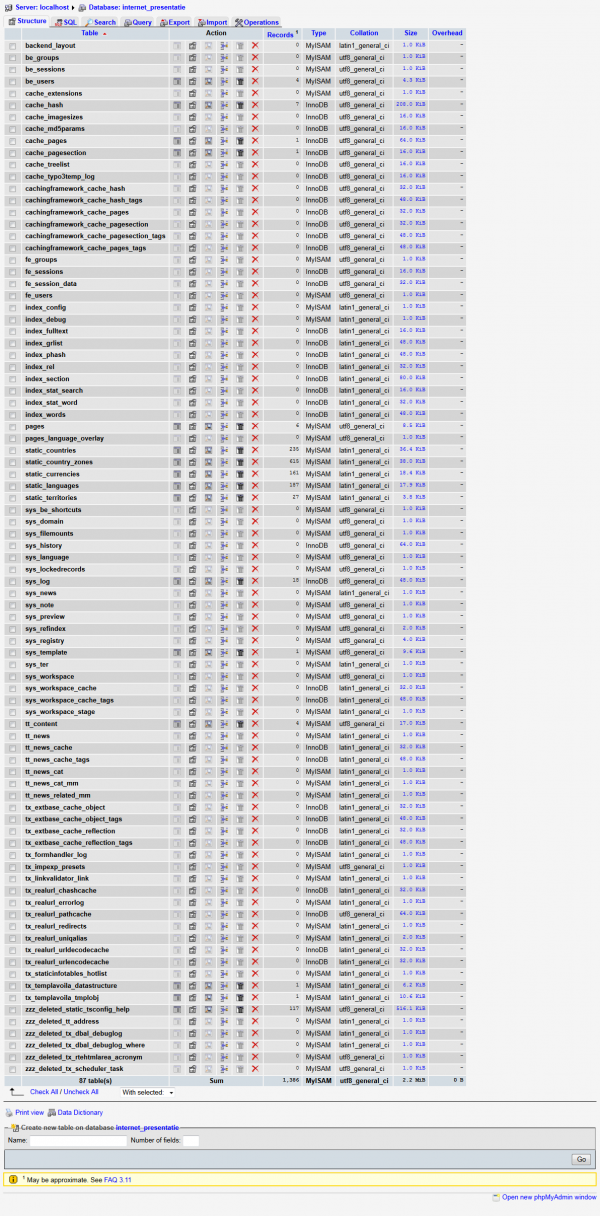 Server: localhost Database: internet_presentatie
Structure SQL Search Query Export Import Operations
Table Action Records 1 Type Collation Size Overhead
backend_layout 0 MyISAM latin1_general_ci 1.0 KiB -
be_groups 0 MyISAM utf8_general_ci 1.0 KiB -
be_sessions 0 MyISAM utf8_general_ci 1.0 KiB -
be_users 4 MyISAM utf8_general_ci 4.3 KiB -
cache_extensions 0 MyISAM utf8_general_ci 1.0 KiB -
cache_hash 7 InnoDB utf8_general_ci 208.0 KiB -
cache_imagesizes 0 InnoDB utf8_general_ci 16.0 KiB -
cache_md5params 0 InnoDB utf8_general_ci 16.0 KiB -
cache_pages 1 InnoDB utf8_general_ci 64.0 KiB -
cache_pagesection 1 InnoDB utf8_general_ci 16.0 KiB -
cache_treelist 0 InnoDB utf8_general_ci 16.0 KiB -
cache_typo3temp_log 0 InnoDB utf8_general_ci 16.0 KiB -
cachingframework_cache_hash 0 InnoDB utf8_general_ci 32.0 KiB -
cachingframework_cache_hash_tags 0 InnoDB utf8_general_ci 48.0 KiB -
cachingframework_cache_pages 0 InnoDB utf8_general_ci 32.0 KiB -
cachingframework_cache_pagesection 0 InnoDB utf8_general_ci 32.0 KiB -
cachingframework_cache_pagesection_tags 0 InnoDB utf8_general_ci 48.0 KiB -
cachingframework_cache_pages_tags 0 InnoDB utf8_general_ci 48.0 KiB -
fe_groups 0 MyISAM utf8_general_ci 1.0 KiB -
fe_sessions 0 InnoDB utf8_general_ci 16.0 KiB -
fe_session_data 0 InnoDB utf8_general_ci 32.0 KiB -
fe_users 0 MyISAM utf8_general_ci 1.0 KiB -
index_config 0 MyISAM latin1_general_ci 1.0 KiB -
index_debug 0 MyISAM latin1_general_ci 1.0 KiB -
index_fulltext 0 InnoDB latin1_general_ci 16.0 KiB -
index_grlist 0 InnoDB latin1_general_ci 48.0 KiB -
index_phash 0 InnoDB latin1_general_ci 48.0 KiB -
index_rel 0 InnoDB latin1_general_ci 32.0 KiB -
index_section 0 InnoDB latin1_general_ci 80.0 KiB -
index_stat_search 0 InnoDB latin1_general_ci 16.0 KiB -
index_stat_word 0 InnoDB latin1_general_ci 32.0 KiB -
index_words 0 InnoDB latin1_general_ci 48.0 KiB -
pages 6 MyISAM utf8_general_ci 8.5 KiB -
pages_language_overlay 0 MyISAM utf8_general_ci 1.0 KiB -
static_countries MyISAM latin1_general_ci 36.4 KiB -
static_country_zones MyISAM latin1_general_ci 38.0 KiB -
static_currencies 161 MyISAM latin1_general_ci 18.4 KiB -
static_languages 187 MyISAM latin1_general_ci 17.9 KiB -
static_territories 27 MyISAM latin1_general_ci KiB -
sys_be_shortcuts 0 MyISAM utf8_general_ci 1.0 KiB -
sys_domain 0 MyISAM utf8_general_ci 1.0 KiB -
sys_filemounts 0 MyISAM utf8_general_ci 1.0 KiB -
sys_history 0 InnoDB utf8_general_ci 64.0 KiB -
sys_language 0 MyISAM utf8_general_ci 1.0 KiB -
sys_lockedrecords 0 MyISAM utf8_general_ci 1.0 KiB -
sys_log InnoDB utf8_general_ci 48.0 KiB -
sys_news 0 MyISAM latin1_general_ci 1.0 KiB -
sys_note 0 MyISAM utf8_general_ci 1.0 KiB -
sys_preview 0 MyISAM utf8_general_ci 1.0 KiB -
sys_refindex 0 MyISAM utf8_general_ci 2.0 KiB -
sys_registry 0 MyISAM utf8_general_ci 4.0 KiB -
sys_template 1 MyISAM utf8_general_ci 9.6 KiB -
sys_ter 0 MyISAM latin1_general_ci 1.0 KiB -
sys_workspace 0 MyISAM utf8_general_ci 1.0 KiB -
sys_workspace_cache 0 InnoDB latin1_general_ci 32.0 KiB -
sys_workspace_cache_tags 0 InnoDB latin1_general_ci 48.0 KiB -
sys_workspace_stage 0 MyISAM latin1_general_ci 1.0 KiB -
tt_content 4 MyISAM utf8_general_ci 17.0 KiB -
tt_news 0 MyISAM latin1_general_ci 1.0 KiB -
tt_news_cache 0 InnoDB latin1_general_ci 32.0 KiB -
tt_news_cache_tags 0 InnoDB latin1_general_ci 48.0 KiB -
tt_news_cat 0 MyISAM latin1_general_ci 1.0 KiB -
tt_news_cat_mm 0 MyISAM latin1_general_ci 1.0 KiB -
tt_news_related_mm 0 MyISAM latin1_general_ci 1.0 KiB -
tx_extbase_cache_object 0 InnoDB latin1_general_ci 32.0 KiB -
tx_extbase_cache_object_tags 0 InnoDB latin1_general_ci 48.0 KiB -
tx_extbase_cache_reflection 0 InnoDB latin1_general_ci 32.0 KiB -
tx_extbase_cache_reflection_tags 0 InnoDB latin1_general_ci 48.0 KiB -
tx_formhandler_log 0 MyISAM latin1_general_ci 1.0 KiB -
tx_impexp_presets 0 MyISAM utf8_general_ci 1.0 KiB -
tx_linkvalidator_link 0 MyISAM latin1_general_ci 1.0 KiB -
tx_realurl_chashcache 0 InnoDB latin1_general_ci 32.0 KiB -
tx_realurl_errorlog 0 MyISAM latin1_general_ci 1.0 KiB -
tx_realurl_pathcache 0 InnoDB utf8_general_ci 64.0 KiB -
tx_realurl_redirects 0 MyISAM latin1_general_ci 1.0 KiB -
tx_realurl_uniqalias 0 MyISAM latin1_general_ci 2.0 KiB -
tx_realurl_urldecodecache 0 InnoDB latin1_general_ci 32.0 KiB -
tx_realurl_urlencodecache 0 InnoDB latin1_general_ci 32.0 KiB -
tx_staticinfotables_hotlist 0 MyISAM latin1_general_ci 1.0 KiB -
tx_templavoila_datastructure 1 MyISAM latin1_general_ci 6.2 KiB -
tx_templavoila_tmplobj 1 MyISAM latin1_general_ci 10.6 KiB -
zzz_deleted_static_tsconfig_help 117 MyISAM utf8_general_ci KiB -
zzz_deleted_tt_address 0 MyISAM latin1_general_ci 1.0 KiB -
zzz_deleted_tx_dbal_debuglog 0 MyISAM latin1_general_ci 1.0 KiB -
zzz_deleted_tx_dbal_debuglog_where 0 MyISAM latin1_general_ci 1.0 KiB -
zzz_deleted_tx_rtehtmlarea_acronym 0 MyISAM utf8_general_ci 1.0 KiB -
zzz_deleted_tx_scheduler_task 0 MyISAM utf8_general_ci 1.0 KiB -
87 table(s) Sum 1,386 MyISAM utf8_general_ci 2.2 MiB 0 B
Check All / Uncheck All With selected:
Print view Data Dictionary
Create new table on database internet_presentatie
Name: Number of fields:
Go
1 May be approximate. See FAQ 3.11
Open new phpMyAdmin window